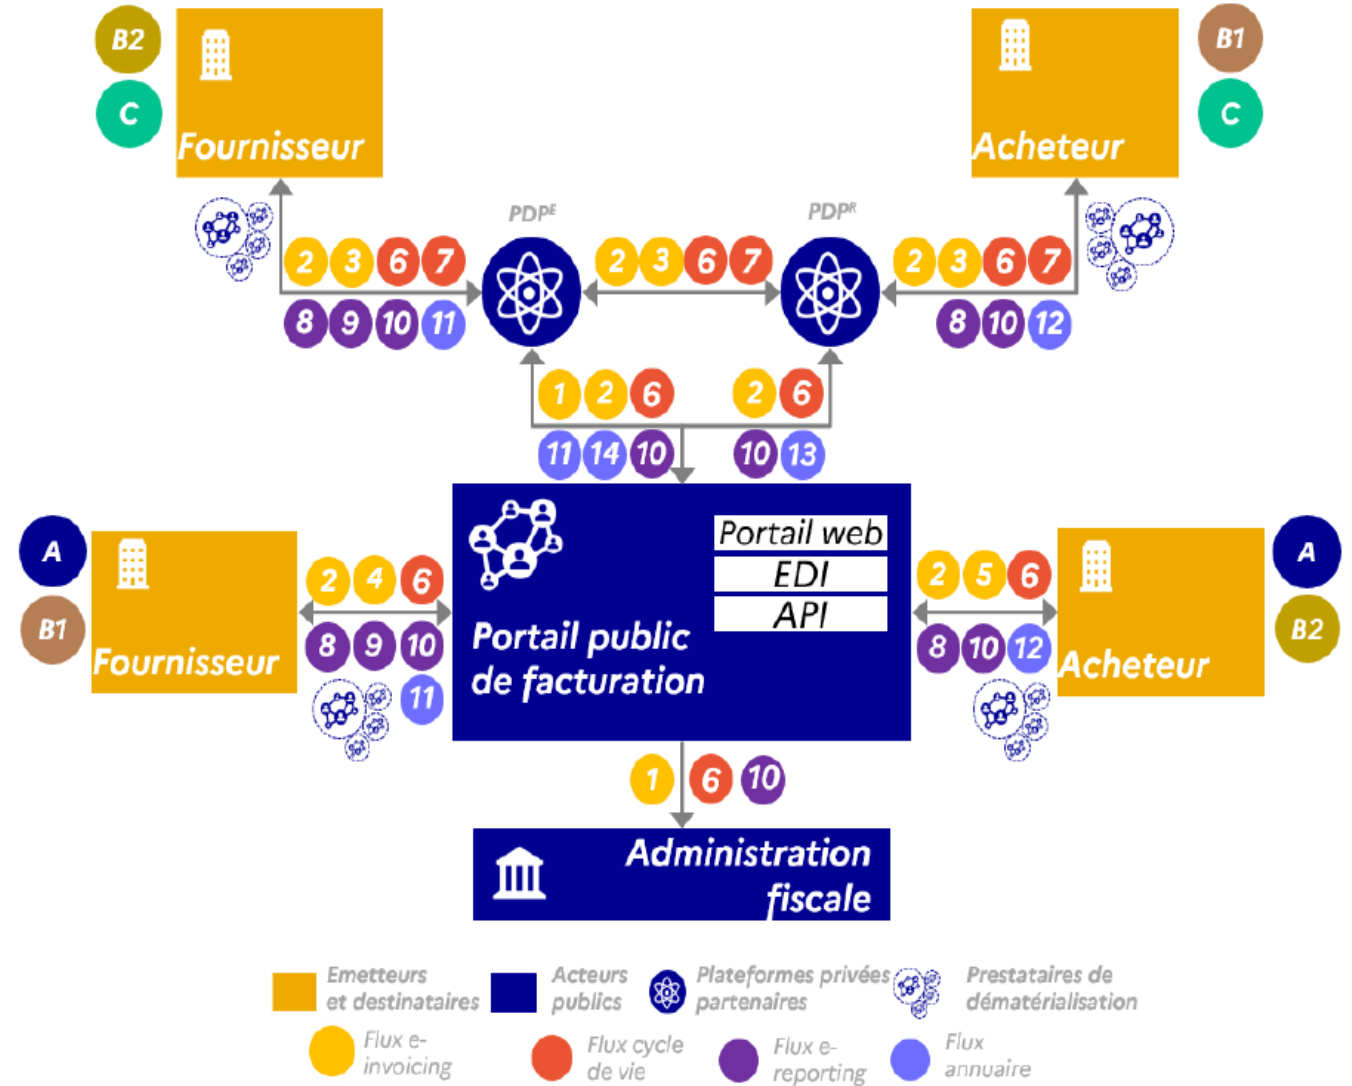 B2
C
Fournisseur
B1
C
Acheteur
PDPE
PDPR
2 3 6 7
8 9 10 11
2 3 6 7
2 3 6 7
8 10 12
1 2 6
11 14 10
2 6
10 13
A
B1
Fournisseur
2 4 6
8 9 10
11
Portail public
de facturation
Portail web
EDI
API
2 5 6
8 10 12
Acheteur
A
B2
1 6 10
Administration
fiscale
Emetteurs
et destinataires
Acteurs
publics
Plateformes privées
partenaires
Prestataires de
dématérialisation
Flux e-
invoicing
Flux cycle
de vie
Flux e-
reporting
Flux
annuaire